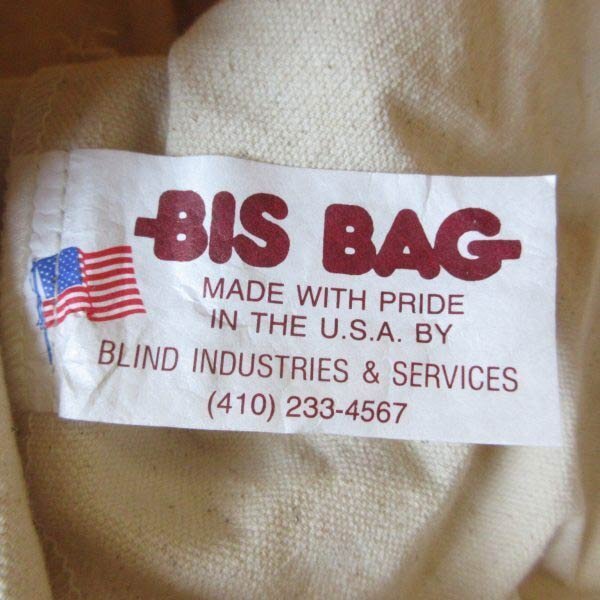 BIS BAG
MADE WITH PRIDE
IN THE U.S.A. BY
BLIND INDUSTRIES & SERVICES
(410) 233-4567